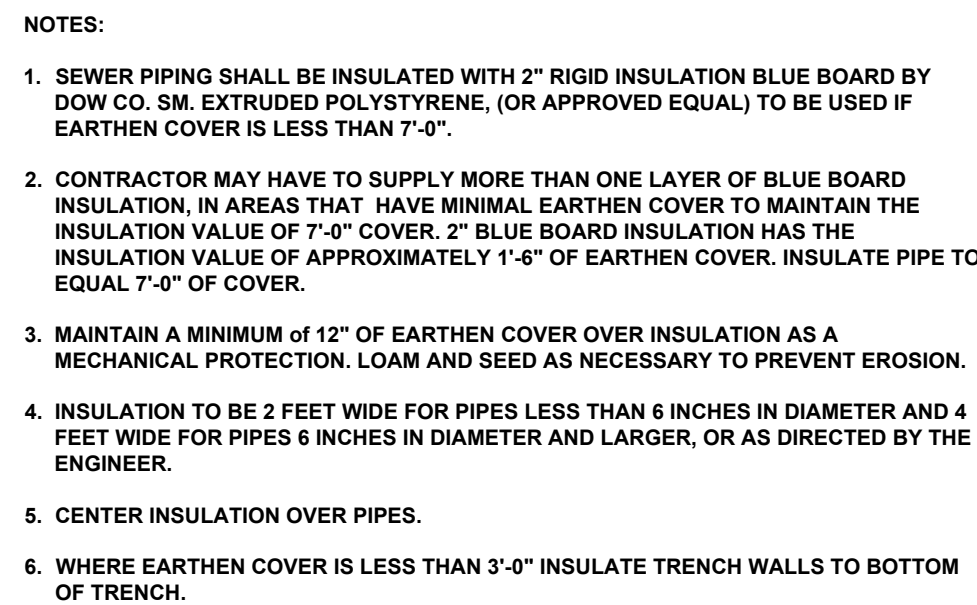 NOTES:
1. SEWER PIPING SHALL BE INSULATED WITH 2" RIGID INSULATION BLUE BOARD BY
DOW CO. SM. EXTRUDED POLYSTYRENE, (OR APPROVED EQUAL) TO BE USED IF
EARTHEN COVER IS LESS THAN 7'-0".
2. CONTRACTOR MAY HAVE TO SUPPLY MORE THAN ONE LAYER OF BLUE BOARD
INSULATION, IN AREAS THAT HAVE MINIMAL EARTHEN COVER TO MAINTAIN THE
INSULATION VALUE OF 7'-0" COVER. 2" BLUE BOARD INSULATION HAS THE
INSULATION VALUE OF APPROXIMATELY 1'-6" OF EARTHEN COVER. INSULATE PIPE TO
EQUAL 7'-0" OF COVER.
3. MAINTAIN A MINIMUM of 12" OF EARTHEN COVER OVER INSULATION AS A
MECHANICAL PROTECTION. LOAM AND SEED AS NECESSARY TO PREVENT EROSION.
4. INSULATION TO BE 2 FEET WIDE FOR PIPES LESS THAN 6 INCHES IN DIAMETER AND 4
FEET WIDE FOR PIPES 6 INCHES IN DIAMETER AND LARGER, OR AS DIRECTED BY THE
ENGINEER.
5. CENTER INSULATION OVER PIPES.
6. WHERE EARTHEN COVER IS LESS THAN 3'-0" INSULATE TRENCH WALLS TO BOTTOM
OF TRENCH.